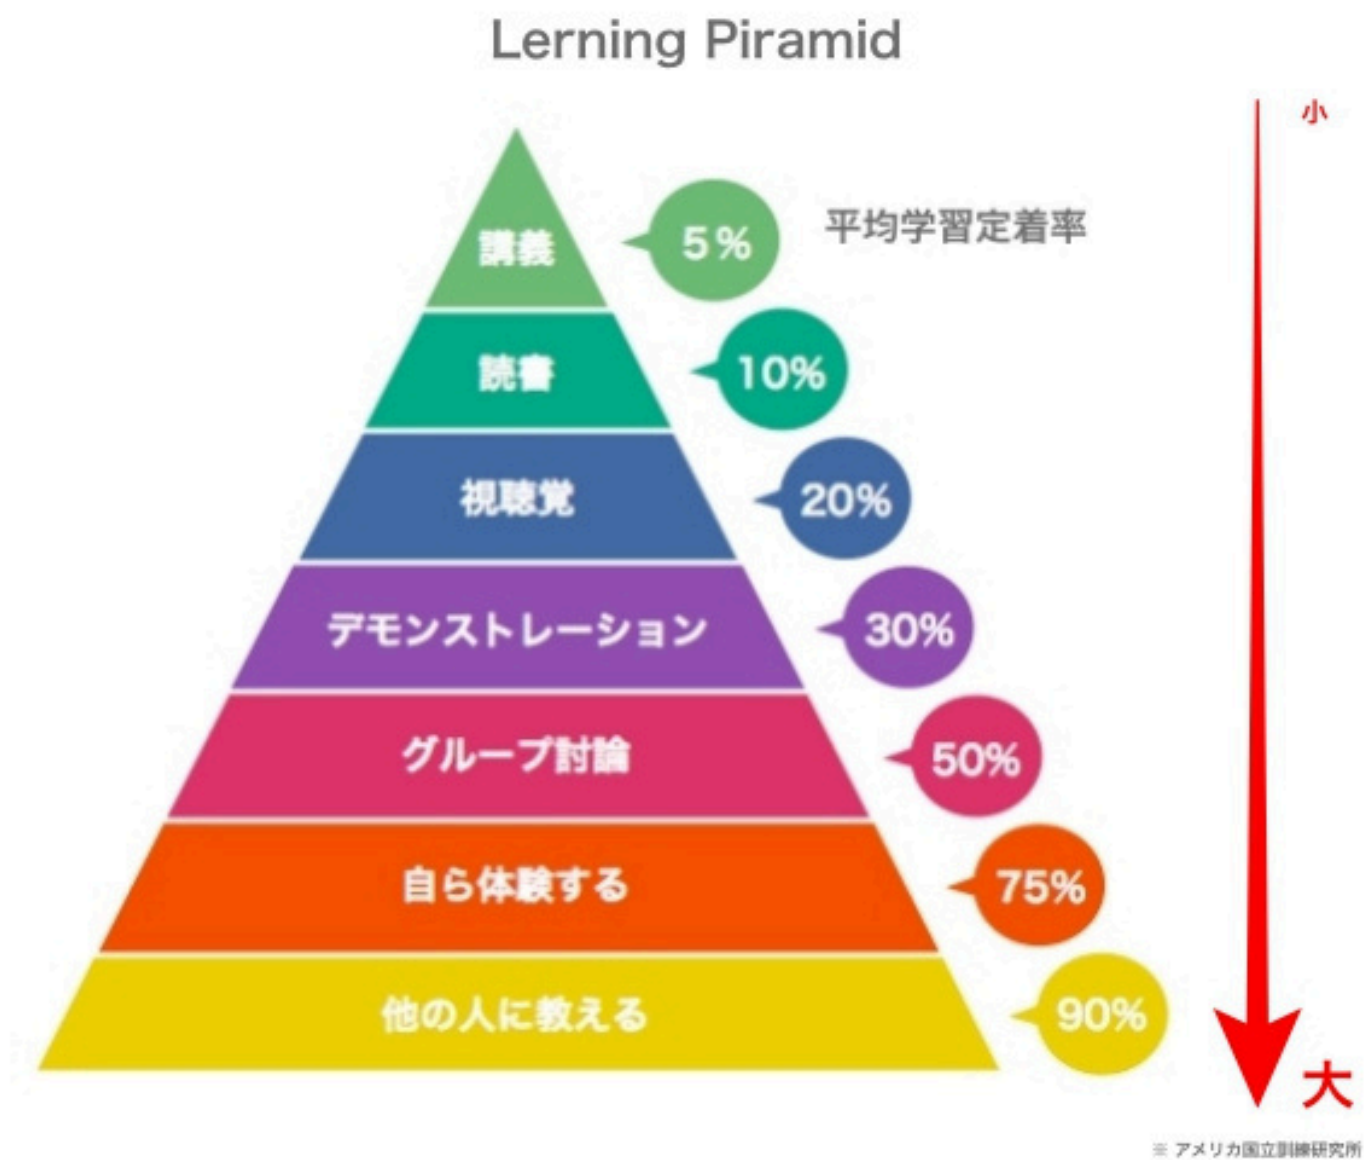 Lerning Piramid
小
講義
5%
平均学習定着率
読書
10%
視聴覚
20%
デモンストレーション
30%
グループ討論
50%
自ら体験する
75%
他の人に教える
90%
大
※ アメリカ国立訓練研究所